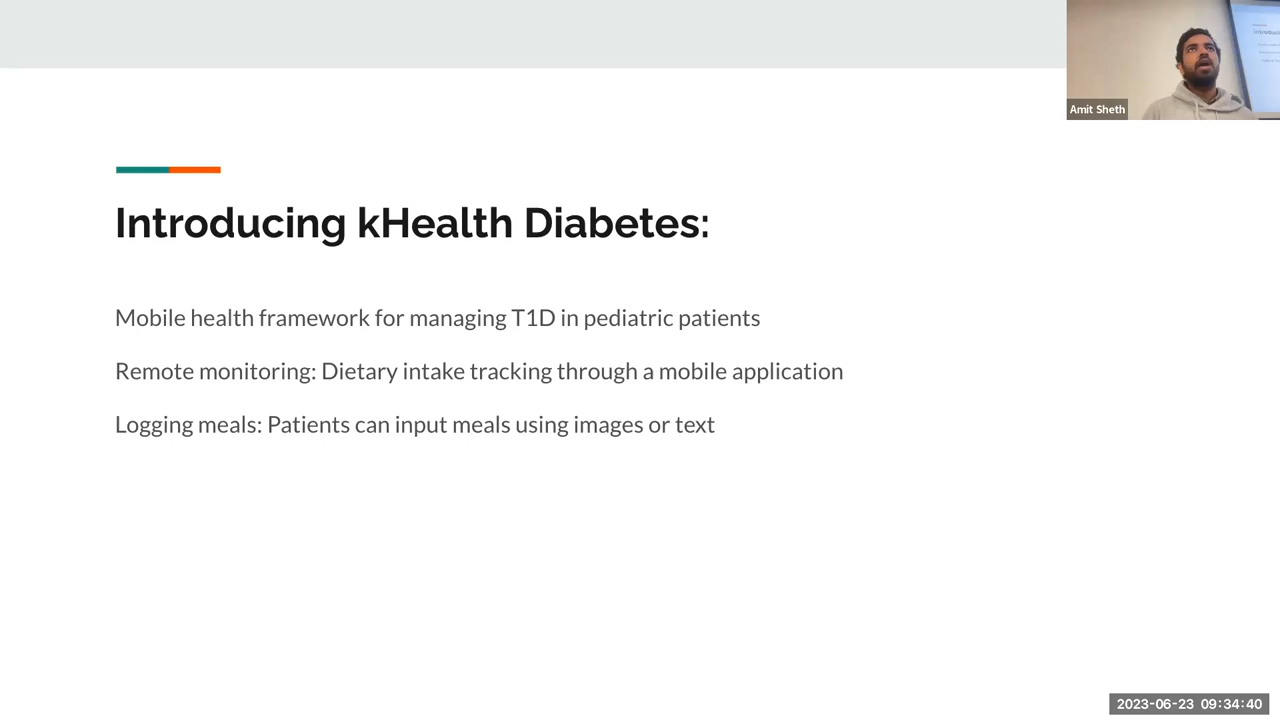 Amit Sheth
Introducing kHealth Diabetes:
Mobile health framework for managing T1D in pediatric patients
Remote monitoring: Dietary intake tracking through a mobile application
Logging meals: Patients can input meals using images or text
2023-06-23 09:34:40